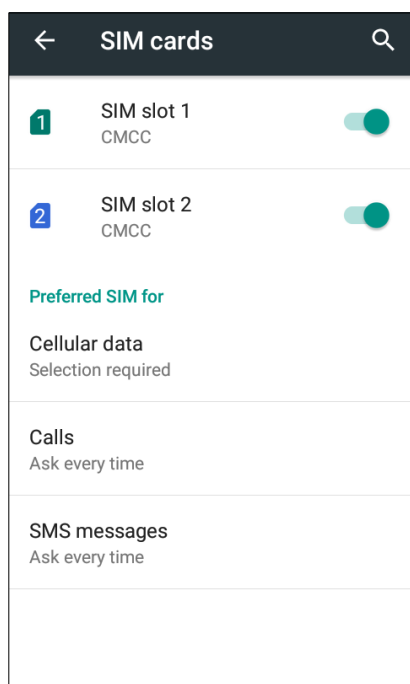 SIM cards
1
SIM slot 1
CMCC
2
SIM slot 2
CMCC
Preferred SIM for
Cellular data
Selection required
Calls
Ask every time
SMS messages
Ask every time